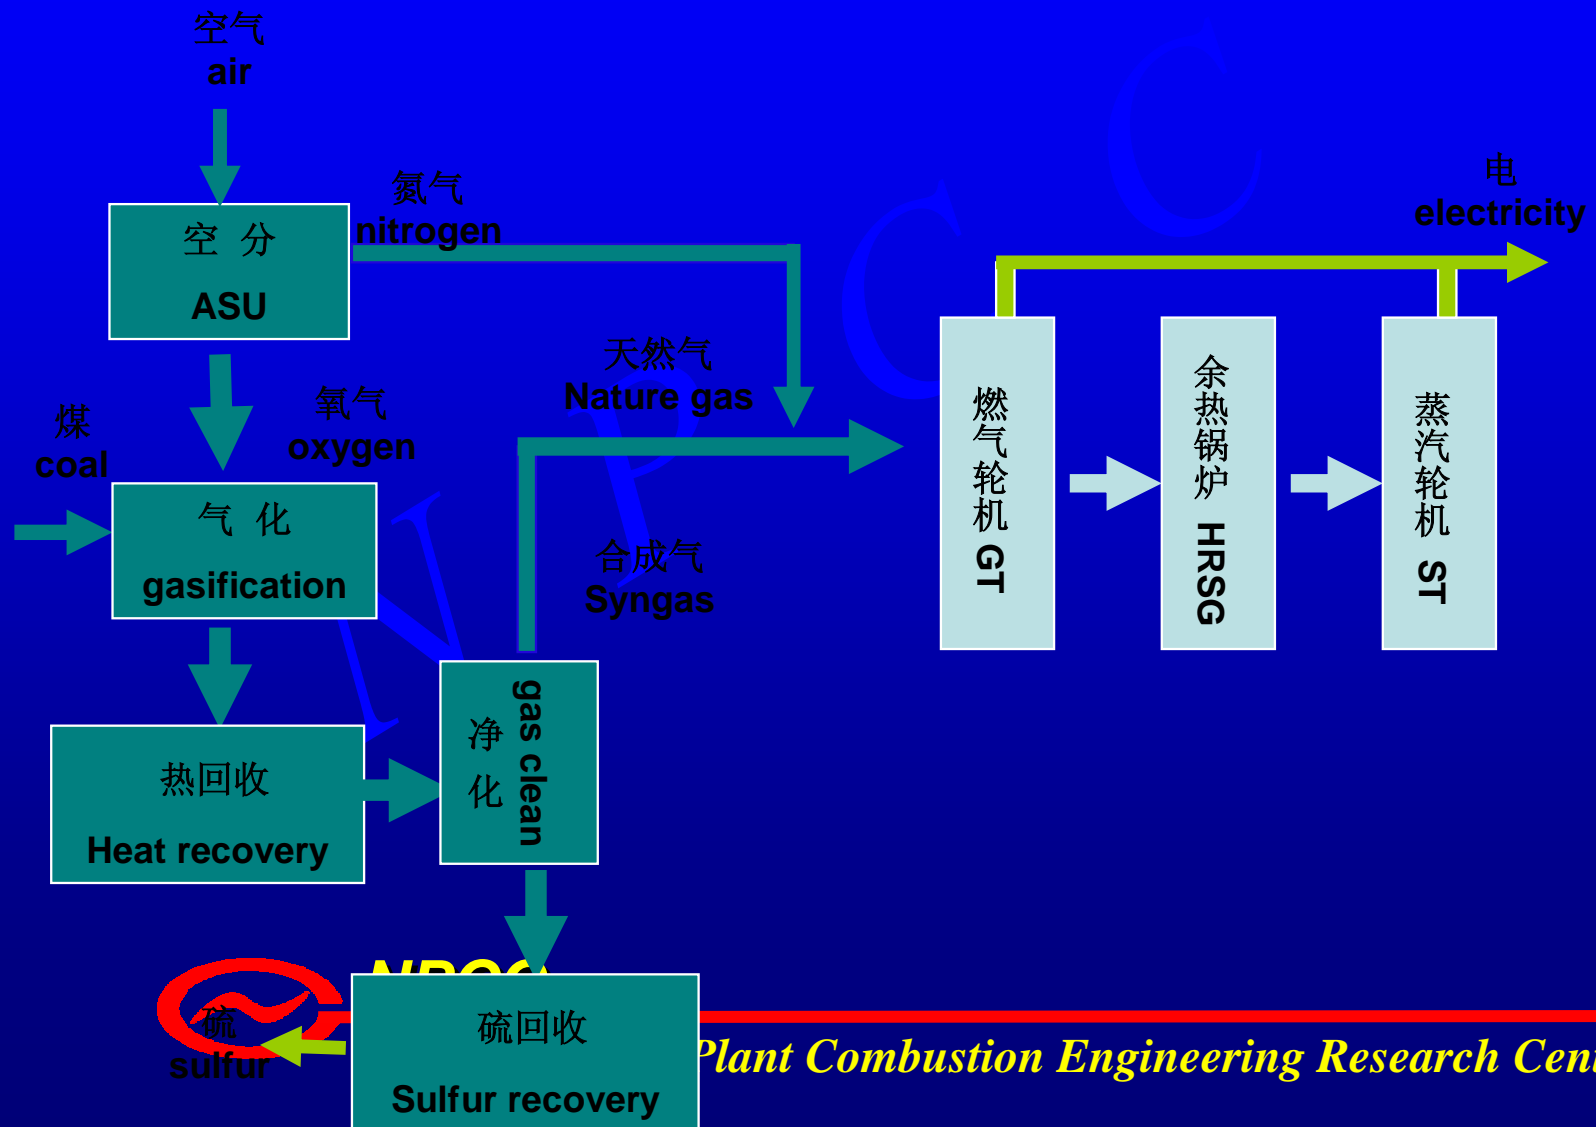 空气
air
氮气
nitrogen
电
electricity
空 分
ASU
天然气
Nature gas
煤
coal
氧气
oxygen
气 化
gasification
合成气
Syngas
燃气轮机 GT
余热锅炉 HRSG
蒸汽轮机 ST
热回收
Heat recovery
净化
gas clean
NPCC
硫
sulfur
硫回收
Sulfur recovery
Plant Combustion Engineering Research Cen
N P C C